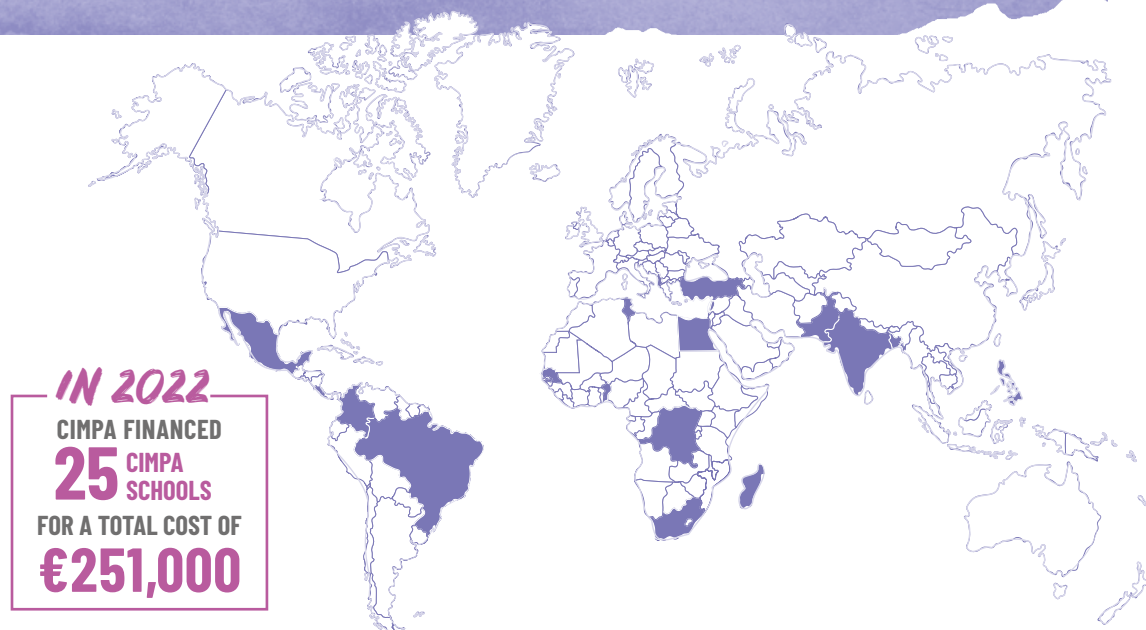 IN 2022
CIMPA FINANCED
25 CIMPA
SCHOOLS
FOR A TOTAL COST OF
€251,000